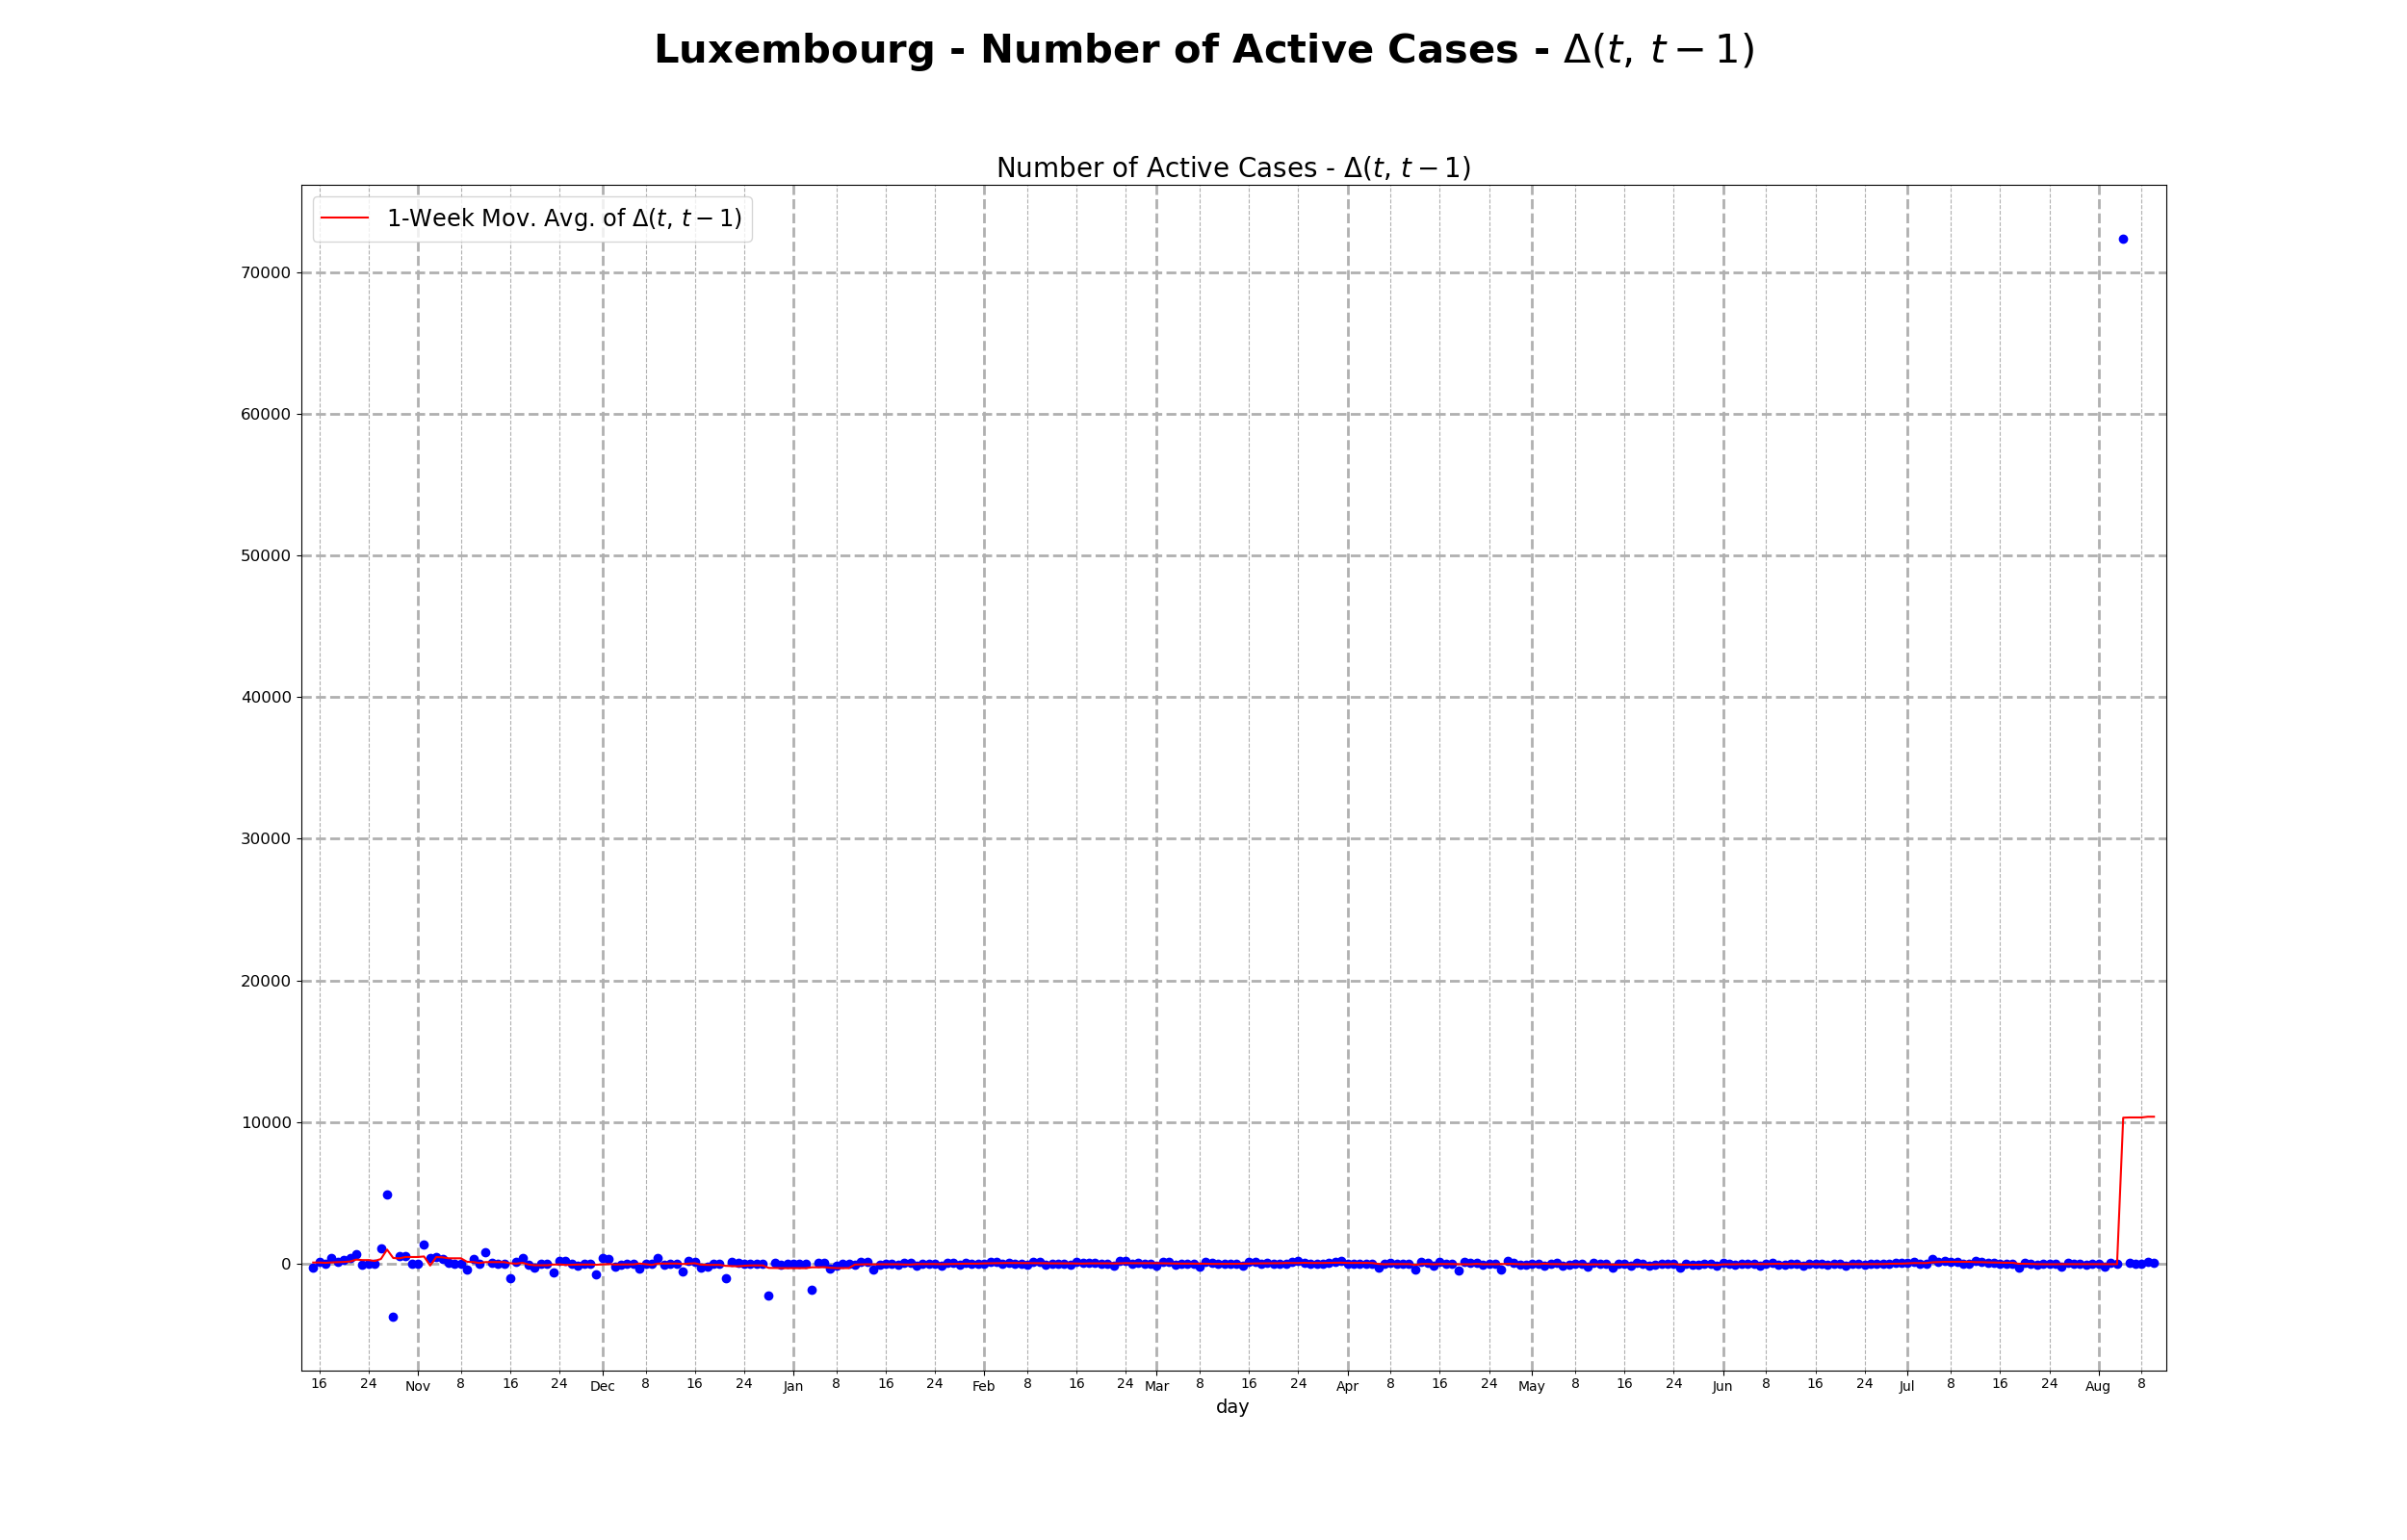 Luxembourg - Number of Active Cases - Δ(t, t − 1)
Number of Active Cases - Δ(t, t − 1)
1-Week Mov. Avg. of Δ(t, t − 1)
70000
60000
50000
40000
30000
20000
10000
0
16 24 Nov 8 16 24 Dec 8 16 24 Jan 8 16 24 Feb 8 16 24 Mar 8 16 24 Apr 8 16 24 May 8 16 24 Jun 8 16 24 Jul 8 16 24 Aug 8
day